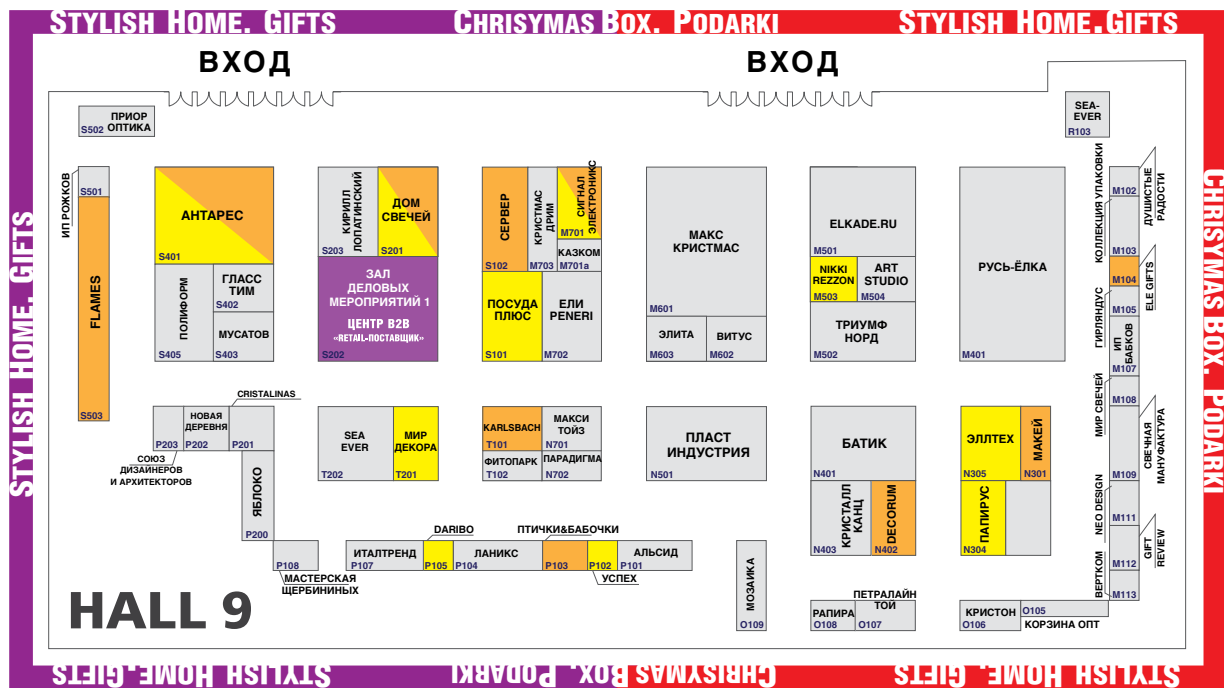 STYLISH HOME. GIFTS
CHRISYMAS BOX. PODARKI
STYLISH HOME. GIFTS
ВХОД
ВХОД
ПРИОР
ОПТИКА
S502
SEA-
EVER
R103
ИП РОЖКОВ
S501
FLAMES
S503
АНТАРЕС
S401
ПОЛИФОРМ
S405
ГЛАСС
ТИМ
S402
МУСАТОВ
S403
КИРИЛЛ
ЛОПАТИНСКИЙ
S203
ДОМ
СВЕЧЕЙ
S201
ЗАЛ
ДЕЛОВЫХ
МЕРОПРИЯТИЙ 1
ЦЕНТР B2B
«RETAIL-ПОСТАВЩИК»
S202
СЕРВЕР
S102
КРИСТМАС
ДРИМ
M703
СИГНАЛ
ЭЛЕКТРОНИКС
M701
КАЗКОМ
M701a
ПОСУДА
ПЛЮС
S101
ЕЛИ
PENERI
M702
МАКС
КРИСТМАС
M601
ЭЛИТА
M603
ВИТУС
M602
ELKADE.RU
M501
NIKKI
REZZON
M503
ART
STUDIO
M504
ТРИУМФ
НОРД
M502
РУСЬ-ЁЛКА
M401
КОЛЛЕКЦИЯ УПАКОВКИ
M102
ДУШИСТЫЕ
РАДОСТИ
M103
M104
ELE GIFTS
ГИРЛЯНДУС
M105
ИП
БАБКОВ
M107
МИР СВЕЧЕЙ
M108
СВЕЧНАЯ
МАНУФАКТУРА
M109
NEO DESIGN
M111
GIFT
REVIEW
M112
ВЕРТКОМ
M113
CRISTALINAS
НОВАЯ
ДЕРЕВНЯ
P203
P202
P201
СОЮЗ
ДИЗАЙНЕРОВ
И АРХИТЕКТОРОВ
ЯБЛОКО
P200
P108
МАСТЕРСКАЯ
ЩЕРБИНИНЫХ
SEA
EVER
T202
МИР
ДЕКОРА
T201
KARLSBACH
T101
МАКСИ
ТОЙЗ
N701
ФИТОПАРК
T102
ПАРАДИГМА
N702
ПЛАСТ
ИНДУСТРИЯ
N501
БАТИК
N401
КРИСТАЛЛ
КАНЦ
N403
DECORUM
N402
ЭЛЛТЕХ
N305
МАКЕЙ
N301
ПАПИРУС
N304
DARIBO
ПТИЧКИ&БАБОЧКИ
ИТАЛТРЕНД
P107
P105
ЛАНИКС
P104
P103
P102
АЛЬСИД
P101
УСПЕХ
МОЗАИКА
O109
ПЕТРАЛАЙН
ТОЙ
РАПИРА
O108
O107
КРИСТОН
O106
O105
КОРЗИНА ОПТ
HALL 9
STYLISH HOME. GIFTS
CHRISYMAS BOX. PODARKI
STYLISH HOME. GIFTS
CHRISYMAS BOX. PODARKI
STYLISH HOME. GIFTS